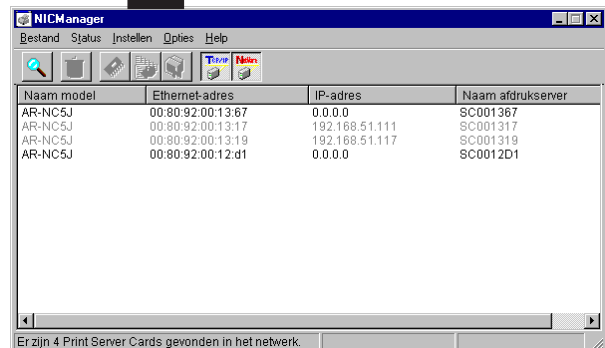 NICManager
Bestand Status Instellen Opties Help
TCP/IP NetWare
Naam model Ethernet-adres IP-adres Naam afdrukserver
AR-NC5J 00:80:92:00:13:67 0.0.0.0 SC001367
AR-NC5J 00:80:92:00:13:17 192.168.51.111 SC001317
AR-NC5J 00:80:92:00:13:19 192.168.51.117 SC001319
AR-NC5J 00:80:92:00:12:d1 0.0.0.0 SC0012D1
Er zijn 4 Print Server Cards gevonden in het netwerk.